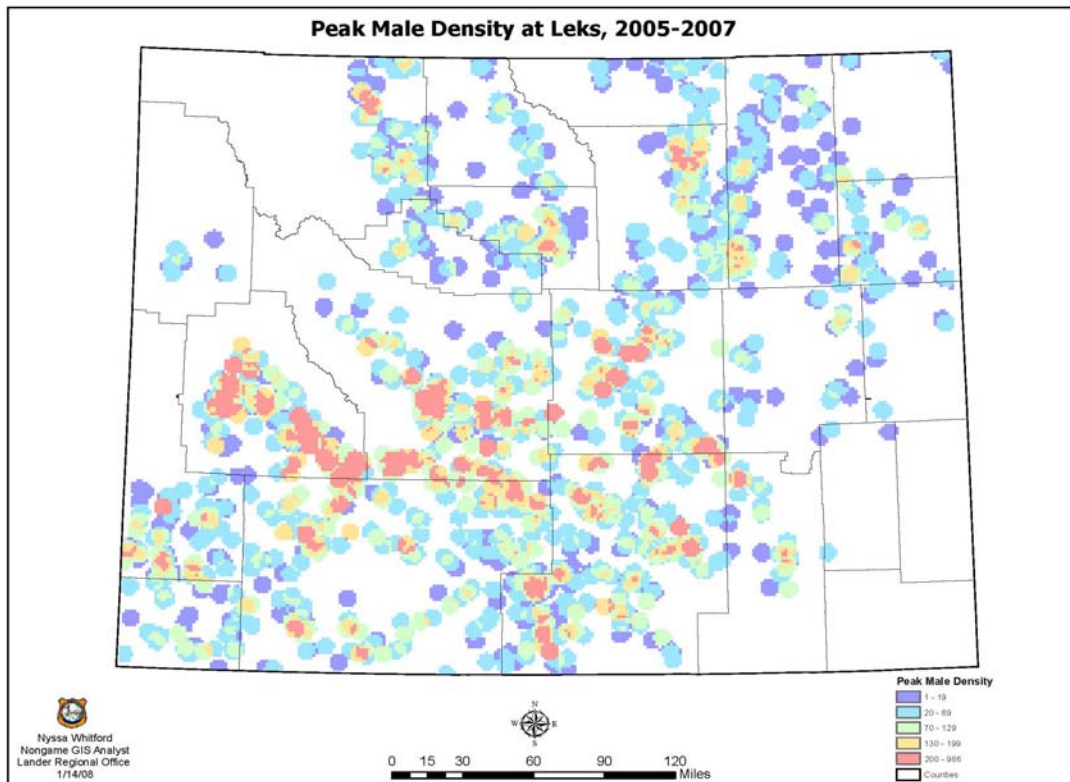 Peak Male Density at Leks, 2005-2007
Peak Male Density
1 - 19
20 - 69
70 - 129
130 - 199
200 - 986
Counties
Nyssa Whitford
Nongame GIS Analyst
Lander Regional Office
1/14/08
N
W E
S
0 15 30 60 90 120
Miles